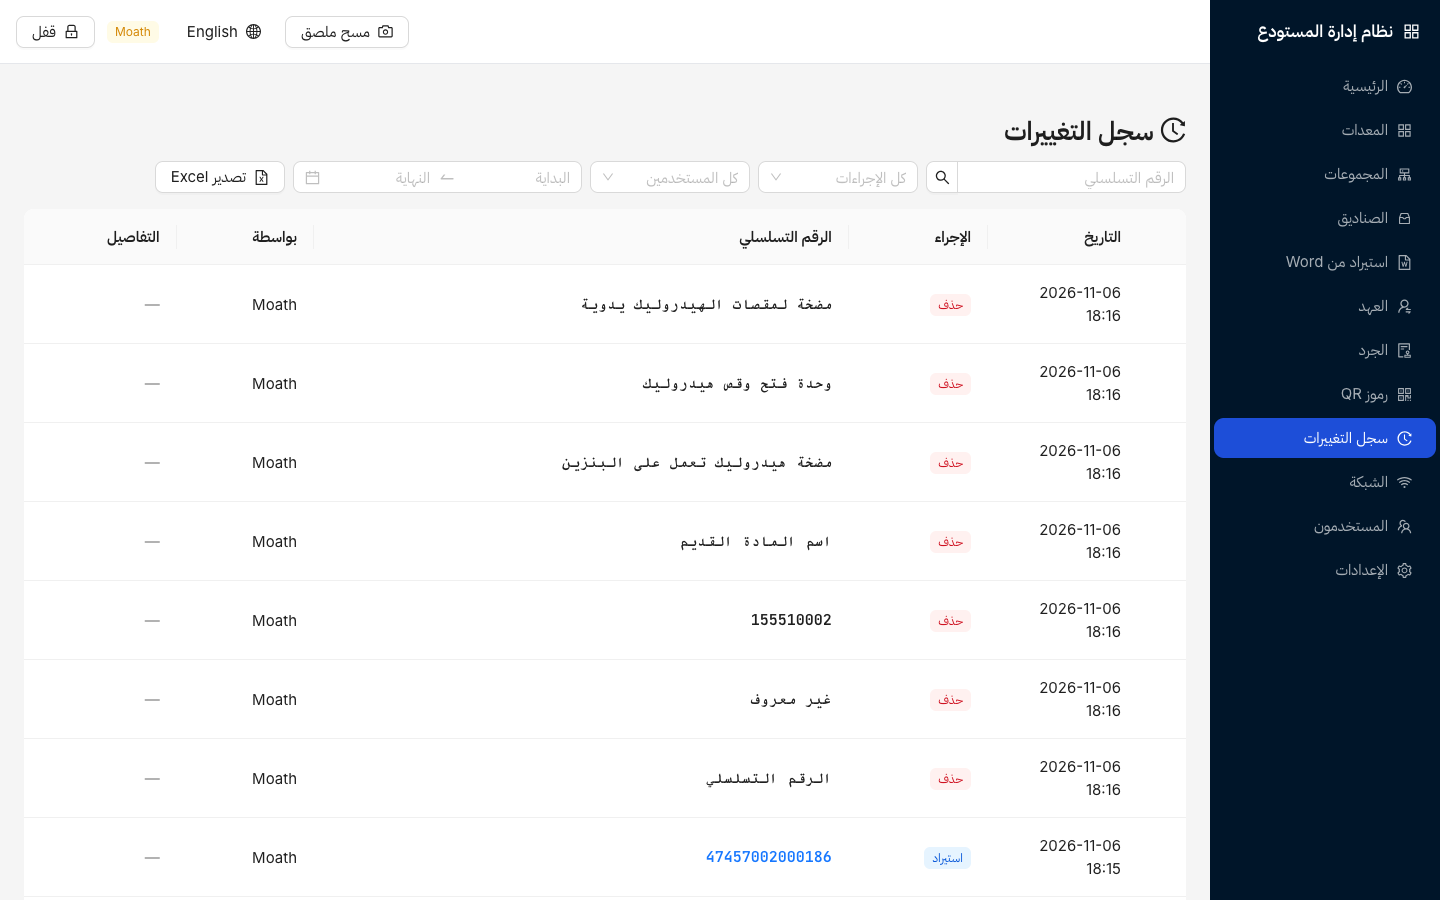 نظام إدارة المستودع
الرئيسية
المعدات
المجموعات
الصناديق
استيراد من Word
العهد
الجرد
رموز QR
سجل التغييرات
الشبكة
المستخدمون
الإعدادات
مسح ملصق
English
Moath
قفل
سجل التغييرات
الرقم التسلسلي
كل الإجراءات
كل المستخدمين
البداية
النهاية
تصدير Excel
التاريخ الإجراء الرقم التسلسلي بواسطة التفاصيل
2026-11-06
18:16
حذف
مضخة لمقصات الهيدروليك يدوية
Moath
—
2026-11-06
18:16
حذف
وحدة فتح وقص هيدروليك
Moath
—
2026-11-06
18:16
حذف
مضخة هيدروليك تعمل على البنزين
Moath
—
2026-11-06
18:16
حذف
اسم المادة القديم
Moath
—
2026-11-06
18:16
حذف
155510002
Moath
—
2026-11-06
18:16
حذف
غير معروف
Moath
—
2026-11-06
18:16
حذف
الرقم التسلسلي
Moath
—
2026-11-06
18:15
استيراد
47457002000186
Moath
—